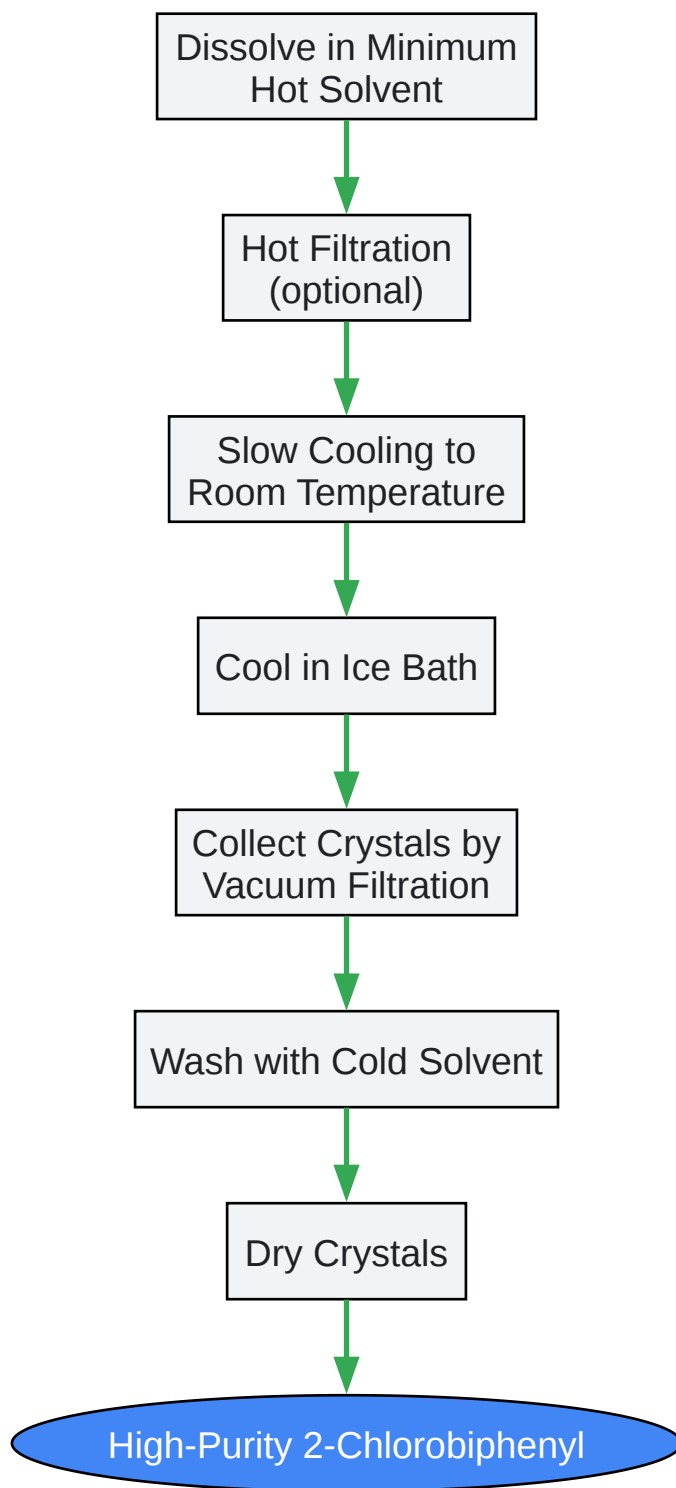 Dissolve in Minimum
Hot Solvent
Hot Filtration
(optional)
Slow Cooling to
Room Temperature
Cool in Ice Bath
Collect Crystals by
Vacuum Filtration
Wash with Cold Solvent
Dry Crystals
High-Purity 2-Chlorobiphenyl